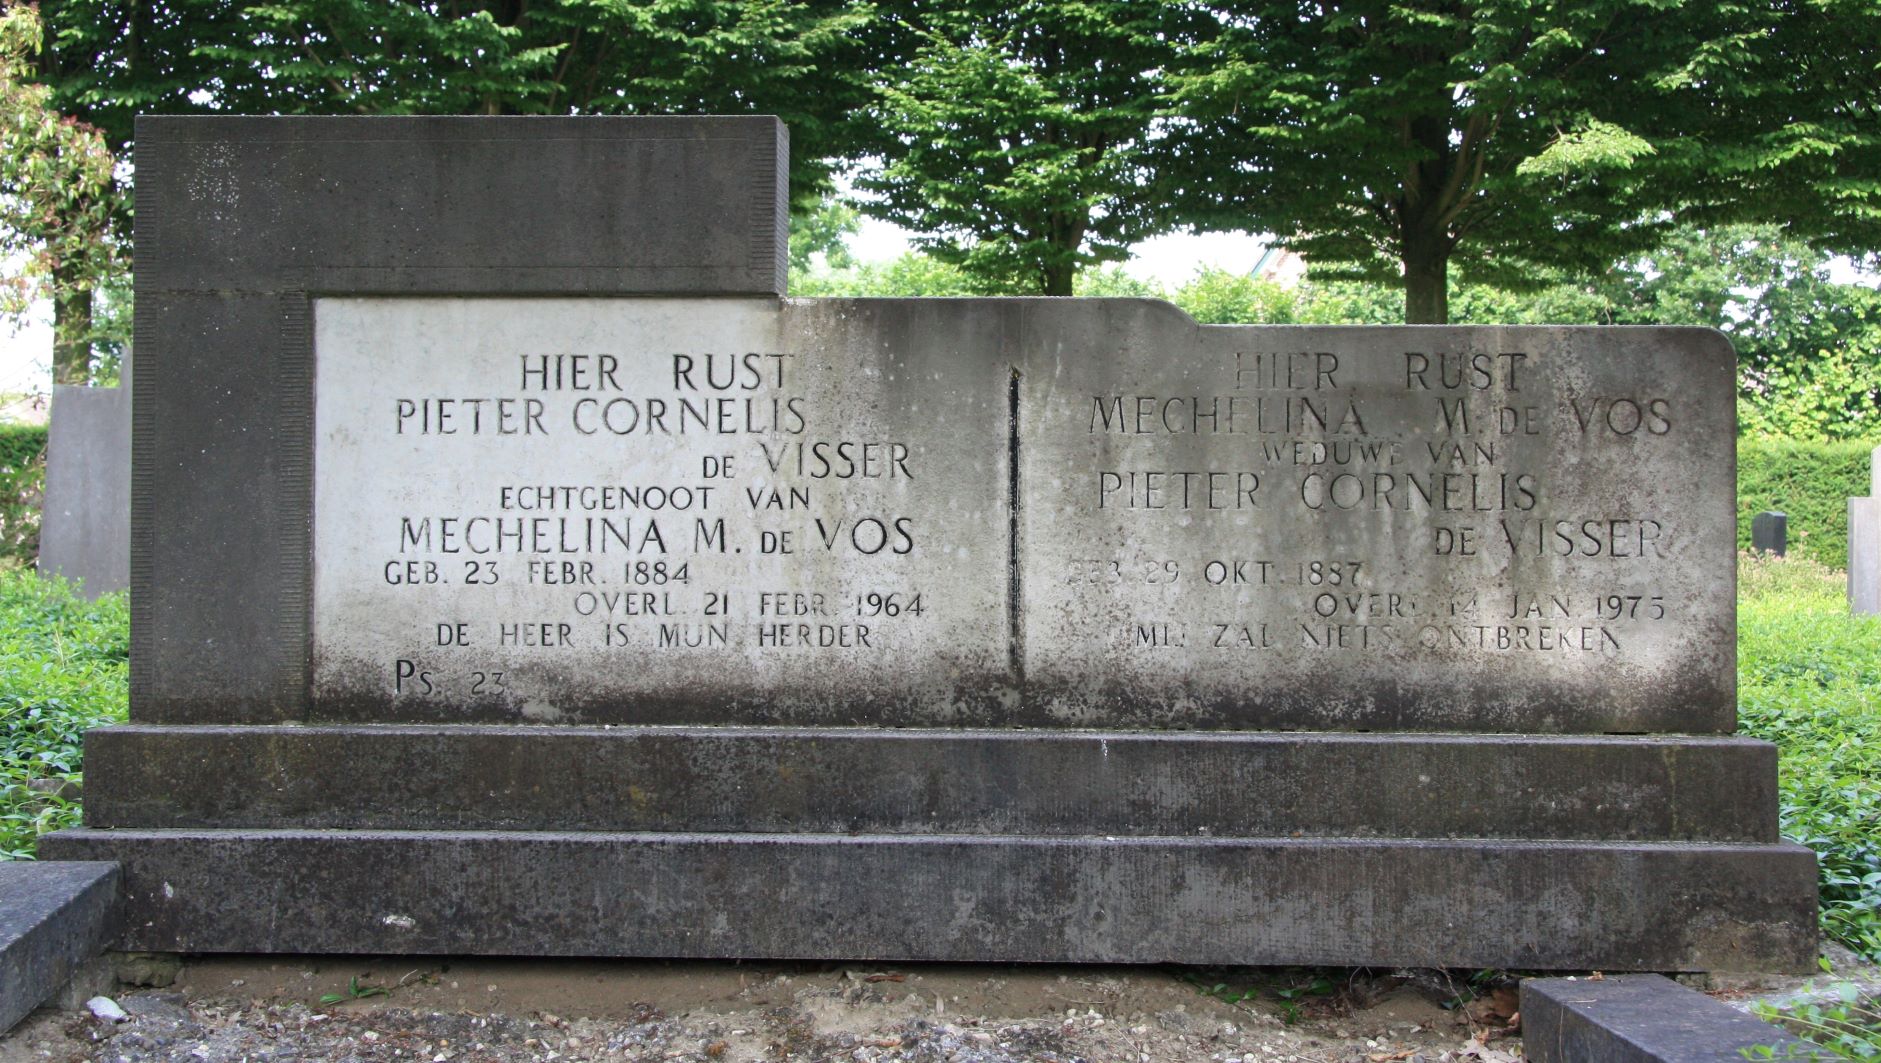 HIER RUST
PIETER CORNELIS
DE VISSER
ECHTGENOOT VAN
MECHELINA M. DE VOS
GEB. 23 FEBR. 1884
OVERL. 21 FEBR. 1964
DE HEER IS MIJN HERDER
PS. 23
HIER RUST
MECHELINA M. DE VOS
WEDUWE VAN
PIETER CORNELIS
DE VISSER
GEB. 29 OKT. 1887
OVERL. 14 JAN 1975
MIJ ZAL NIETS ONTBREKEN